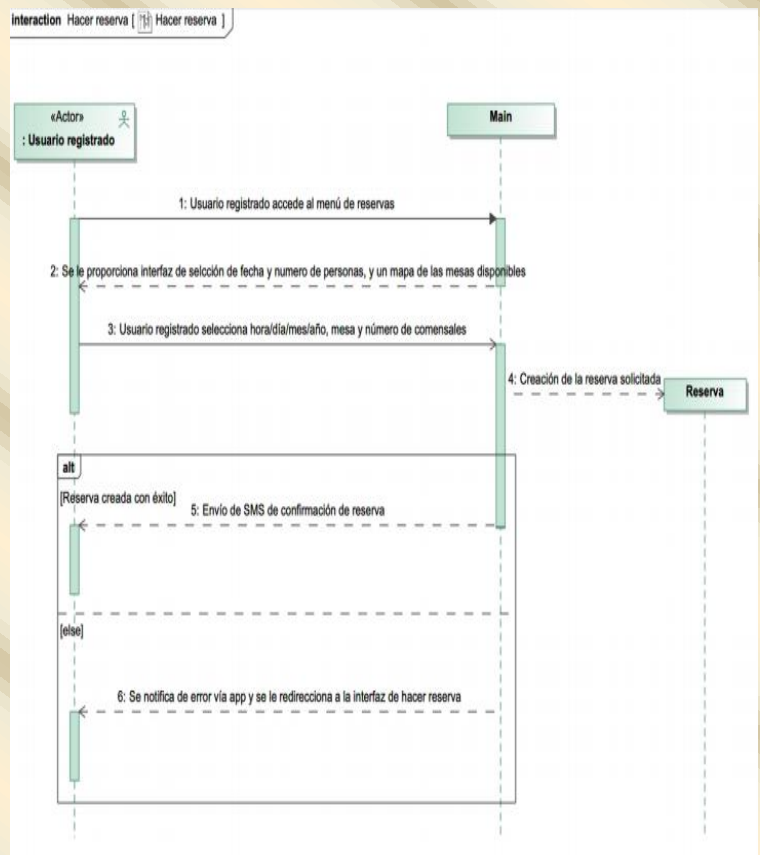 interaction Hacer reserva [ Hacer reserva ]
«Actor»
: Usuario registrado
Main
1: Usuario registrado accede al menú de reservas
2: Se le proporciona interfaz de selcción de fecha y numero de personas, y un mapa de las mesas disponibles
3: Usuario registrado selecciona hora/día/mes/año, mesa y número de comensales
4: Creación de la reserva solicitada
Reserva
alt
[Reserva creada con éxito]
5: Envío de SMS de confirmación de reserva
[else]
6: Se notifica de error vía app y se le redirecciona a la interfaz de hacer reserva